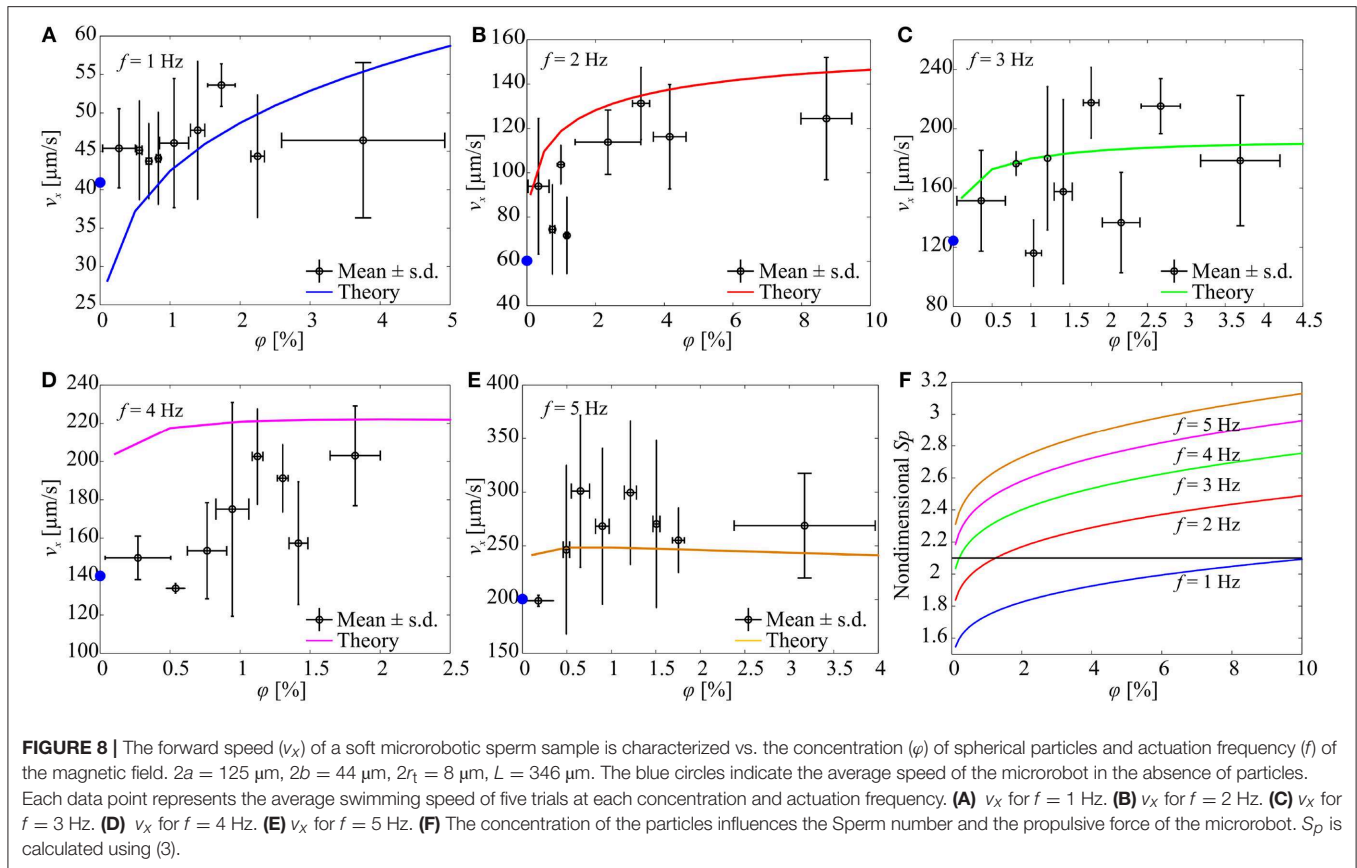 A
f = 1 Hz
60
55
50
45
40
35
30
25
v_x [µm/s]
0 1 2 3 4 5
φ [%]
Mean ± s.d.
Theory
B
f = 2 Hz
160
140
120
100
80
60
40
v_x [µm/s]
0 2 4 6 8 10
φ [%]
Mean ± s.d.
Theory
C
f = 3 Hz
240
200
160
120
80
v_x [µm/s]
0 0.5 1 1.5 2 2.5 3 3.5 4 4.5
φ [%]
Mean ± s.d.
Theory
D
f = 4 Hz
240
220
200
180
160
140
120
100
v_x [µm/s]
0 0.5 1 1.5 2 2.5
φ [%]
Mean ± s.d.
Theory
E
f = 5 Hz
400
350
300
250
200
150
v_x [µm/s]
0 0.5 1 1.5 2 2.5 3 3.5 4
φ [%]
Mean ± s.d.
Theory
F
3.2
3
2.8
2.6
2.4
2.2
2
1.8
1.6
Nondimensional Sp
f = 5 Hz
f = 4 Hz
f = 3 Hz
f = 2 Hz
f = 1 Hz
0 2 4 6 8 10
φ [%]
FIGURE 8 | The forward speed (v_x) of a soft microrobotic sperm sample is characterized vs. the concentration (φ) of spherical particles and actuation frequency (f) of
the magnetic field. 2a = 125 µm, 2b = 44 µm, 2r_t = 8 µm, L = 346 µm. The blue circles indicate the average speed of the microrobot in the absence of particles.
Each data point represents the average swimming speed of five trials at each concentration and actuation frequency. (A) v_x for f = 1 Hz. (B) v_x for f = 2 Hz. (C) v_x for
f = 3 Hz. (D) v_x for f = 4 Hz. (E) v_x for f = 5 Hz. (F) The concentration of the particles influences the Sperm number and the propulsive force of the microrobot. S_p is
calculated using (3).